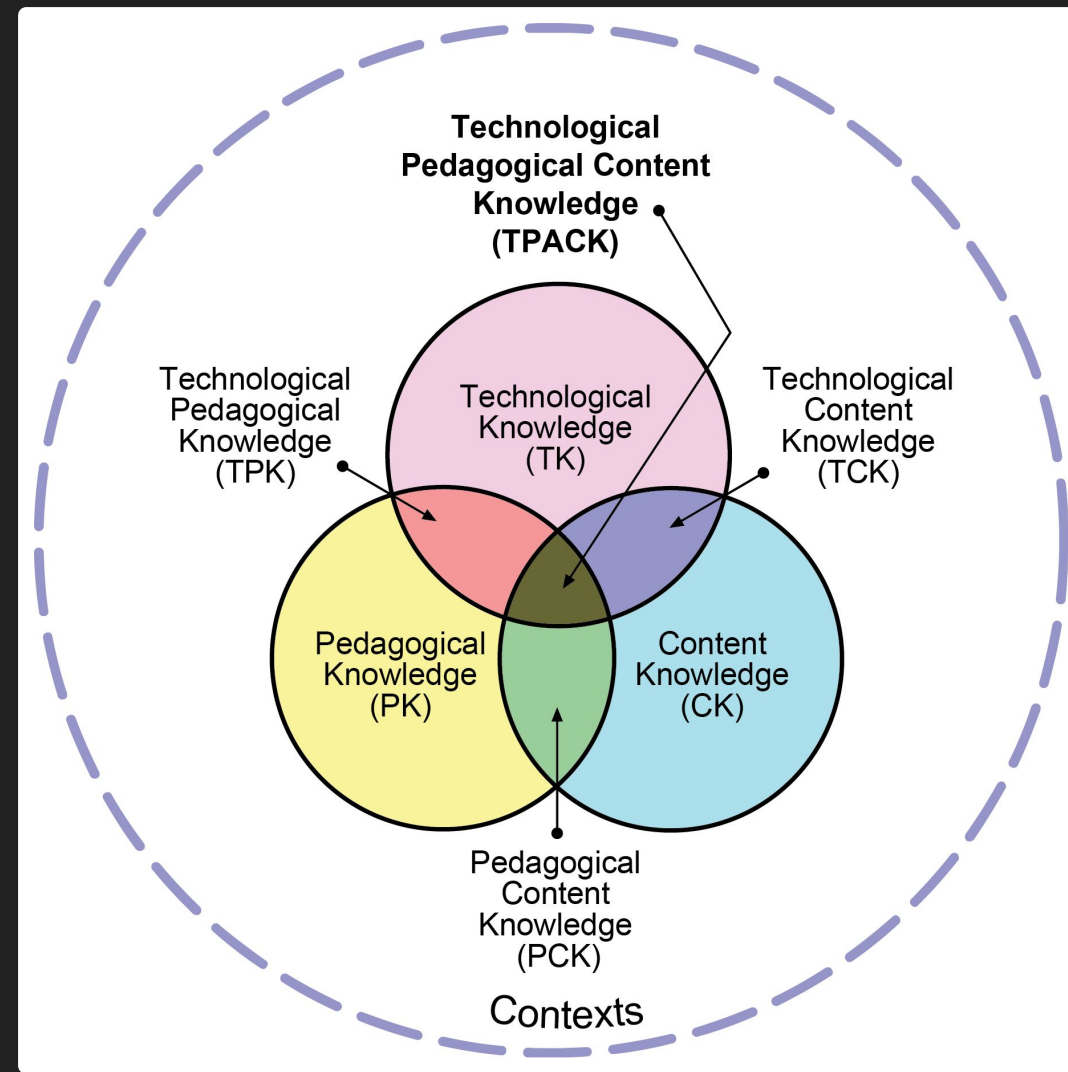 Technological
Pedagogical Content
Knowledge
(TPACK)
Technological
Pedagogical
Knowledge
(TPK)
Technological
Knowledge
(TK)
Technological
Content
Knowledge
(TCK)
Pedagogical
Knowledge
(PK)
Content
Knowledge
(CK)
Pedagogical
Content
Knowledge
(PCK)
Contexts